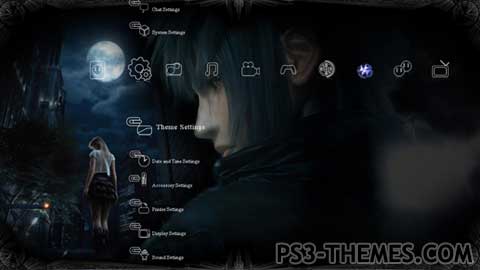 Chat Settings
System Settings
Theme Settings
Date and Time Settings
Accessory Settings
Printer Settings
Display Settings
Sound Settings
PS3-THEMES.COM